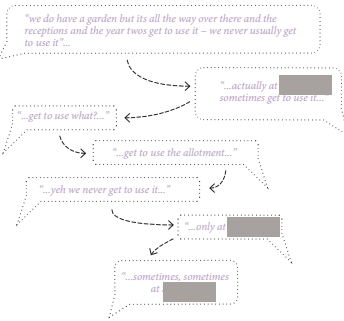 "we do have a garden but its all the way over there and the
receptions and the year twos get to use it – we never usually get
to use it"...
"...actually at
sometimes get to use it...
"...get to use what?..."
"...get to use the allotment..."
"...yeh we never get to use it..."
"...only at
"...sometimes, sometimes
at